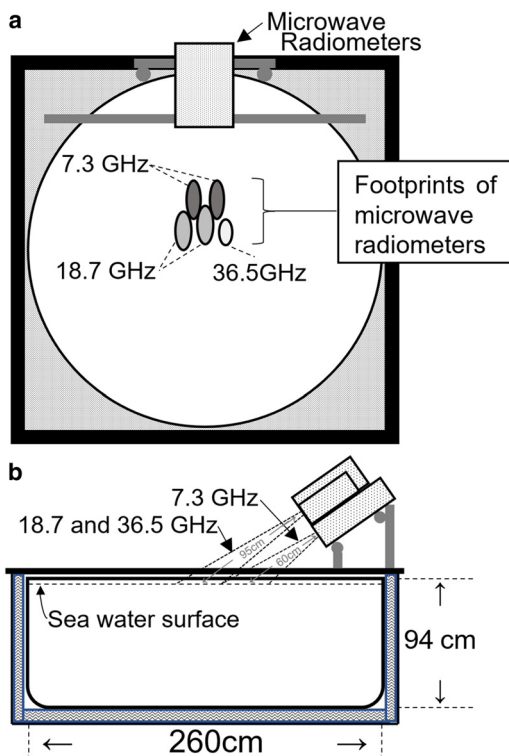 a
Microwave
Radiometers
7.3 GHz
Footprints of
microwave
radiometers
18.7 GHz
36.5GHz
b
7.3 GHz
18.7 and 36.5 GHz
95cm
60cm
Sea water surface
94 cm
260cm